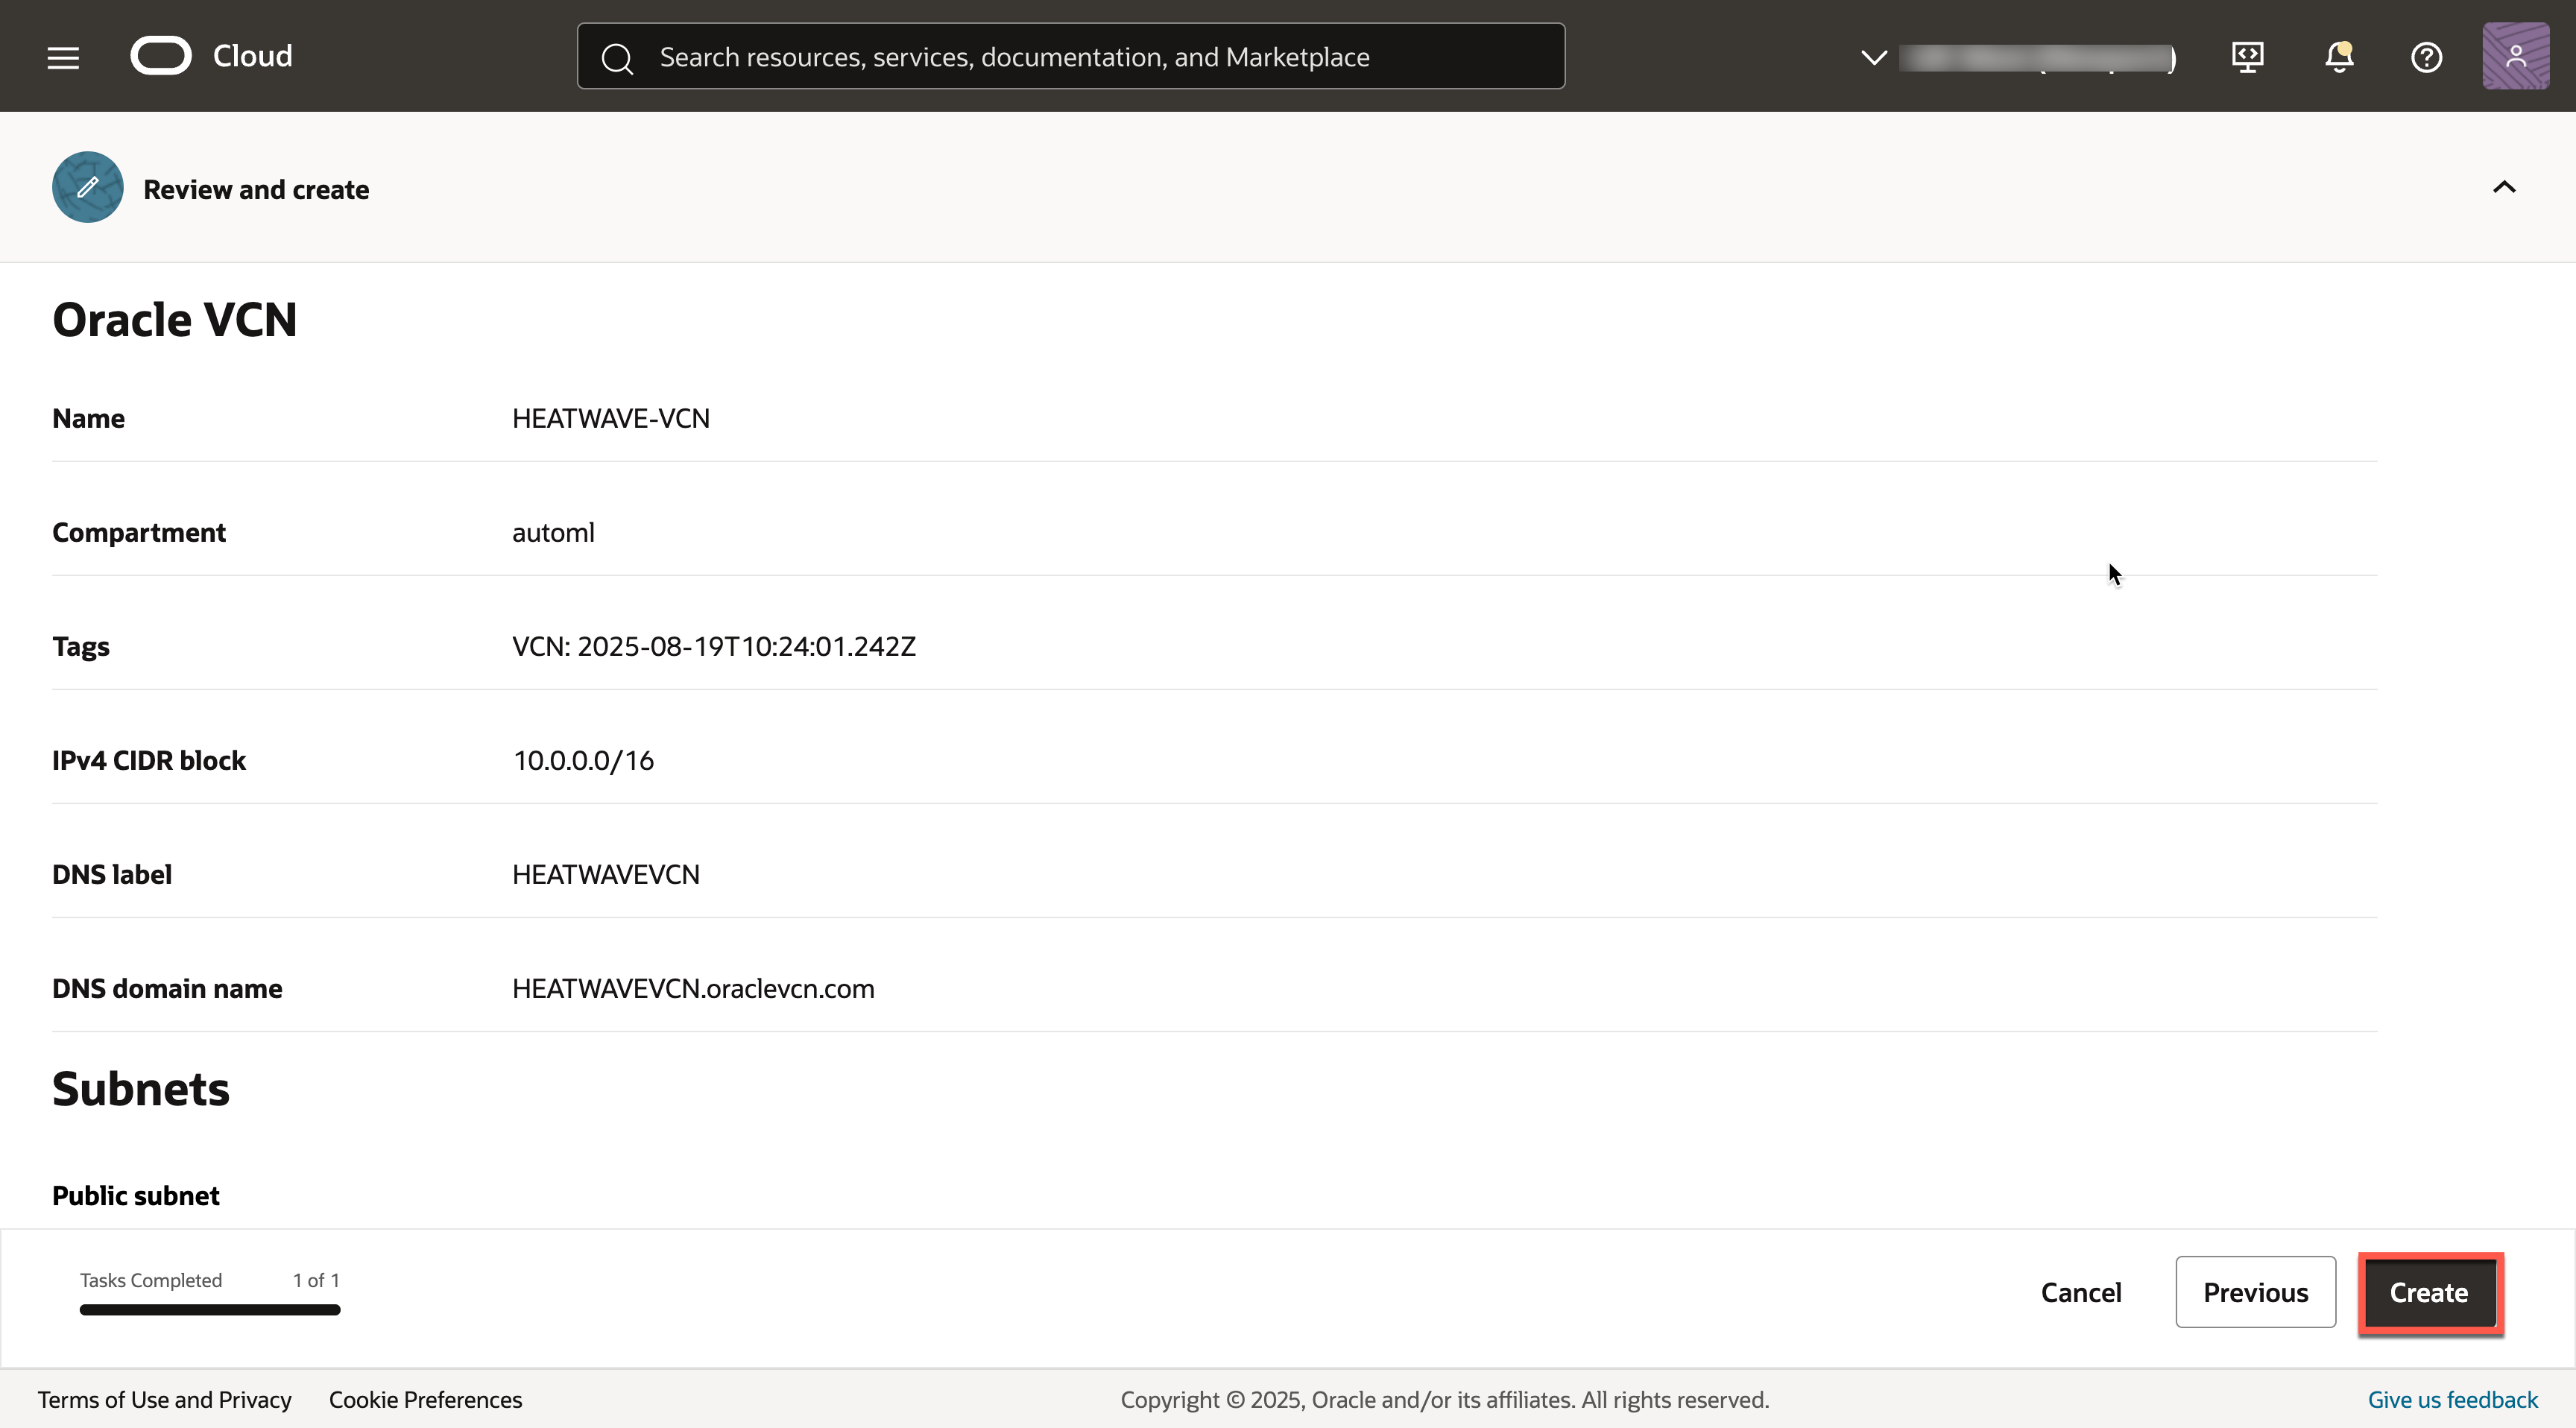 Cloud
Search resources, services, documentation, and Marketplace
Review and create
Oracle VCN
Name HEATWAVE-VCN
Compartment automl
Tags VCN: 2025-08-19T10:24:01.242Z
IPv4 CIDR block 10.0.0.0/16
DNS label HEATWAVEVCN
DNS domain name HEATWAVEVCN.oraclevcn.com
Subnets
Public subnet
Tasks Completed 1 of 1
Cancel Previous Create
Terms of Use and Privacy Cookie Preferences Copyright © 2025, Oracle and/or its affiliates. All rights reserved. Give us feedback